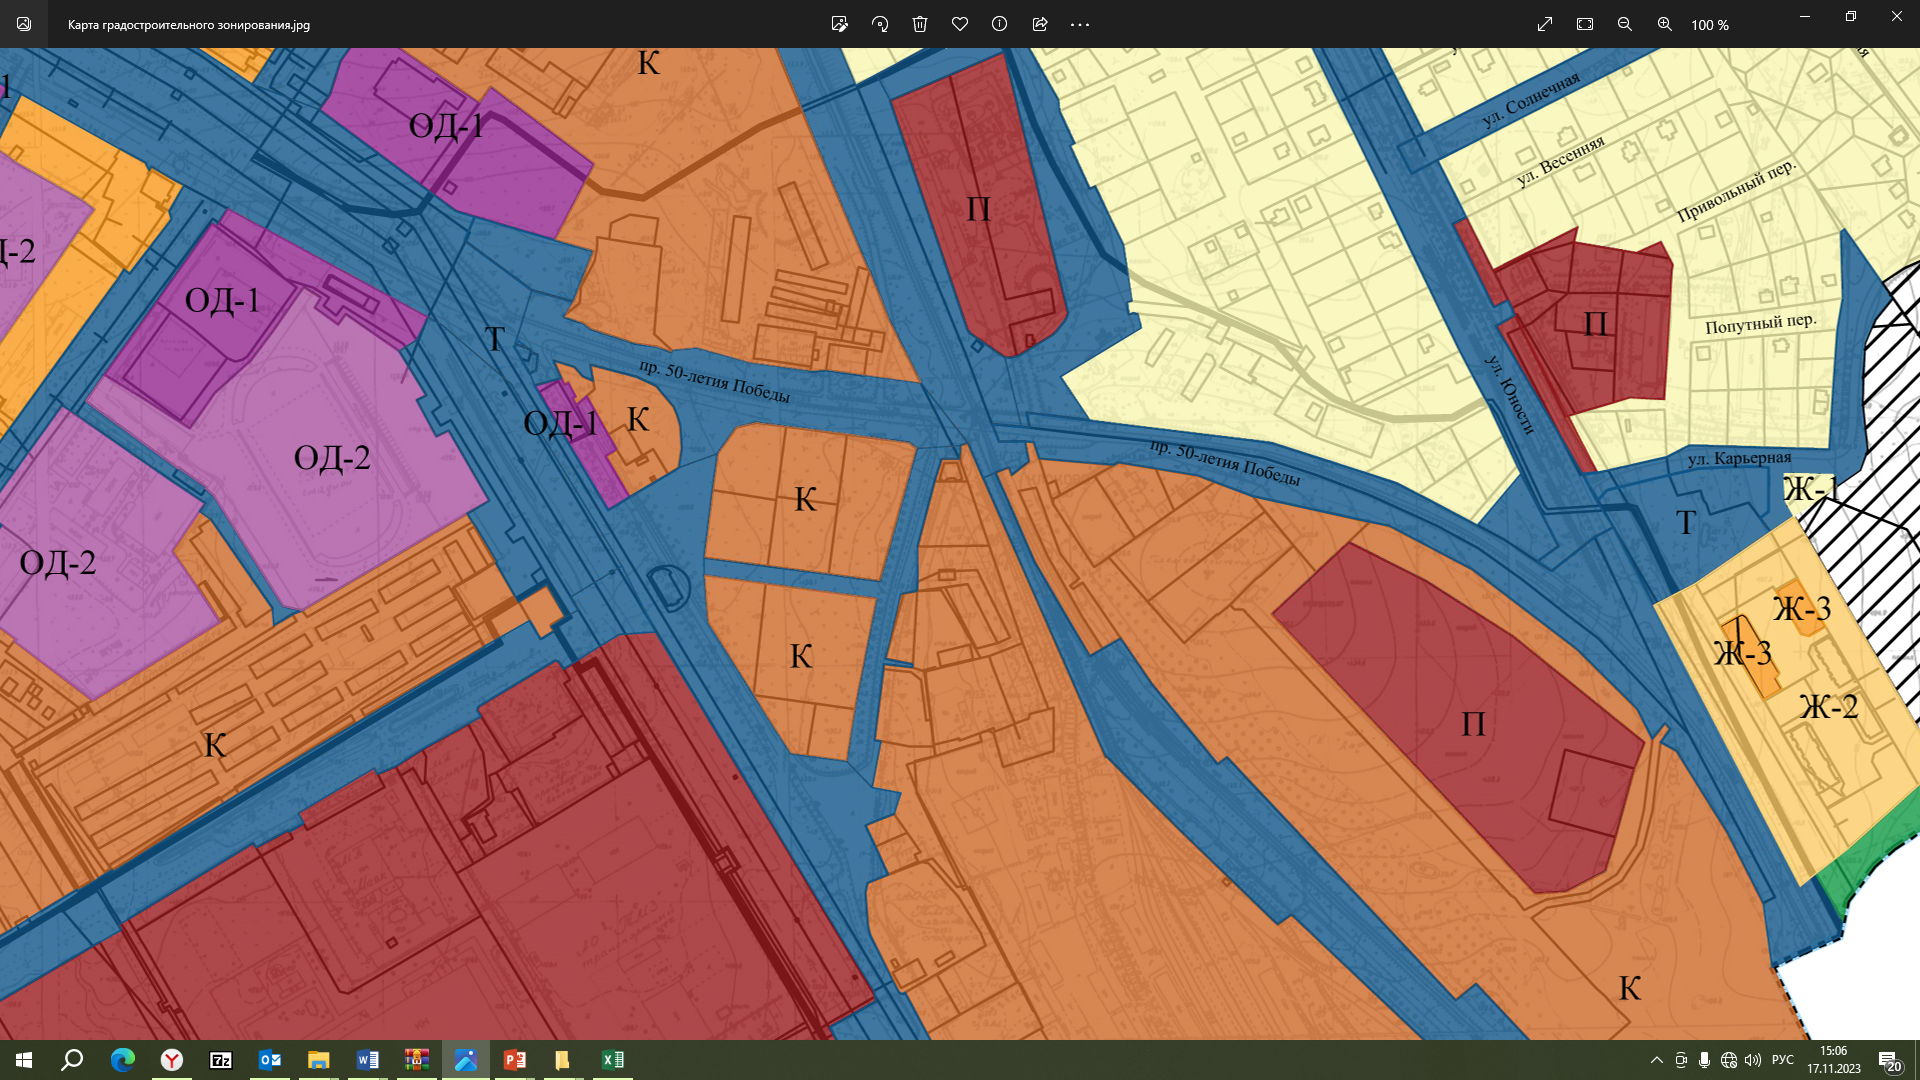 Карта градостроительного зонирования.jpg
100 %
К
1
ОД-1
ул. Солнечная
ул. Весенняя
Привольный пер.
П
Д-2
ОД-1
Т
П
Попутный пер.
пр. 50-летия Победы
ул. Юности
ОД-1
К
ОД-2
пр. 50-летия Победы
ул. Карьерная
К
Ж-1
Т
ОД-2
Ж-3
К
Ж-3
Ж-2
К
П
К
7z
РУС
15:06
17.11.2023
20